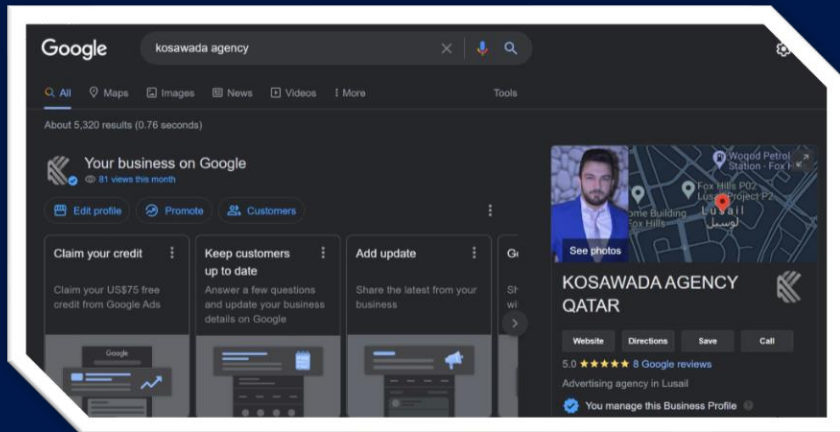 Google
kosawada agency
All
Maps
Images
News
Videos
More
Tools
About 5,320 results (0.76 seconds)
Your business on Google
81 views this month
Edit profile
Promote
Customers
Claim your credit
Claim your US$75 free
credit from Google Ads
Google
Keep customers
up to date
Answer a few questions
and update your business
details on Google
Add update
Share the latest from your
business
See photos
Woqod Petrol
Station - Fox H
Fox Hills P02
Lusail Project P2
ome Building
Fox Hills
Lusail
لوسيل
KOSAWADA AGENCY
QATAR
Website
Directions
Save
Call
5.0 ★★★★★ 8 Google reviews
Advertising agency in Lusail
You manage this Business Profile